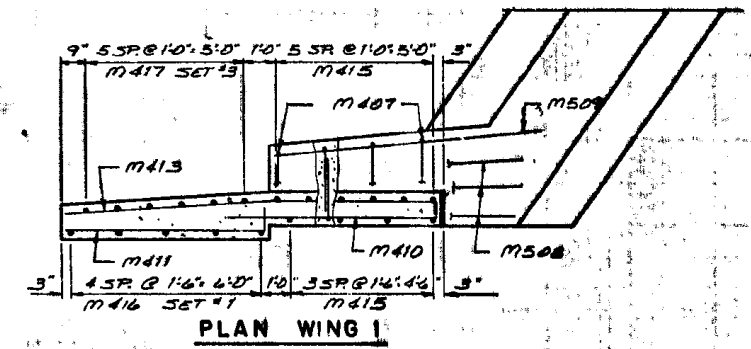 9" 5 SP. @ 1'-0"= 5'-0" 1'-0" 5 SP. @ 1'-0"= 5'-0" 3"
M417 SET #3 M415
M407 M509
M413
M411 M410 M508
3" 4 SP. @ 1'-6"= 6'-0" 1'-0" 3 SP. @ 1'-6"= 4'-6" 3"
M416 SET #1 M415
PLAN WING 1